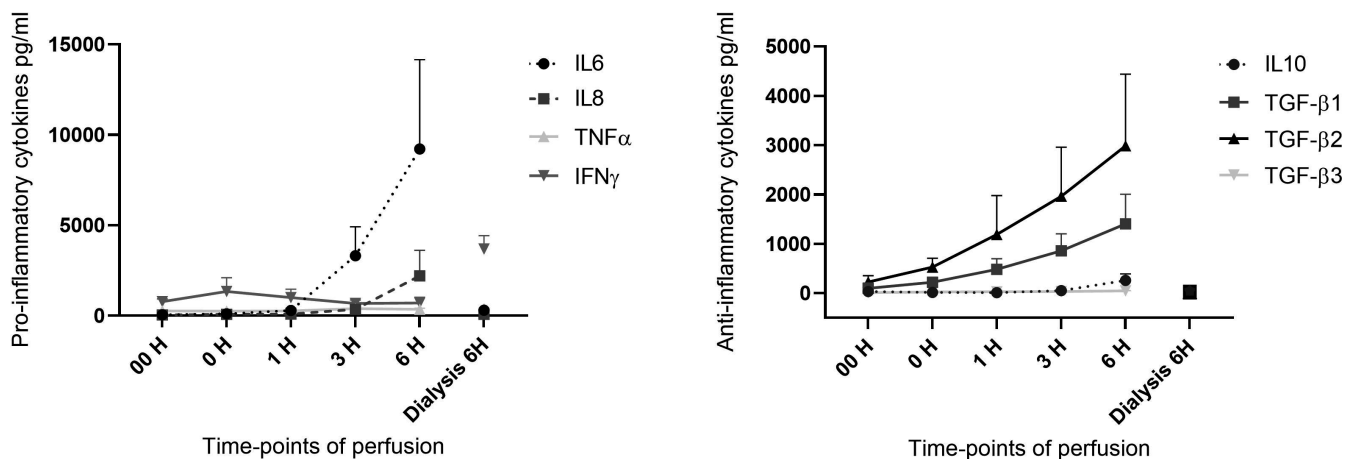 Pro-inflammatory cytokines pg/ml
15000
10000
5000
0
00 H
0 H
1 H
3 H
6 H
Dialysis 6H
Time-points of perfusion
IL6
IL8
TNFα
IFNγ
Anti-inflammatory cytokines pg/ml
5000
4000
3000
2000
1000
0
00 H
0 H
1 H
3 H
6 H
Dialysis 6H
Time-points of perfusion
IL10
TGF-β1
TGF-β2
TGF-β3